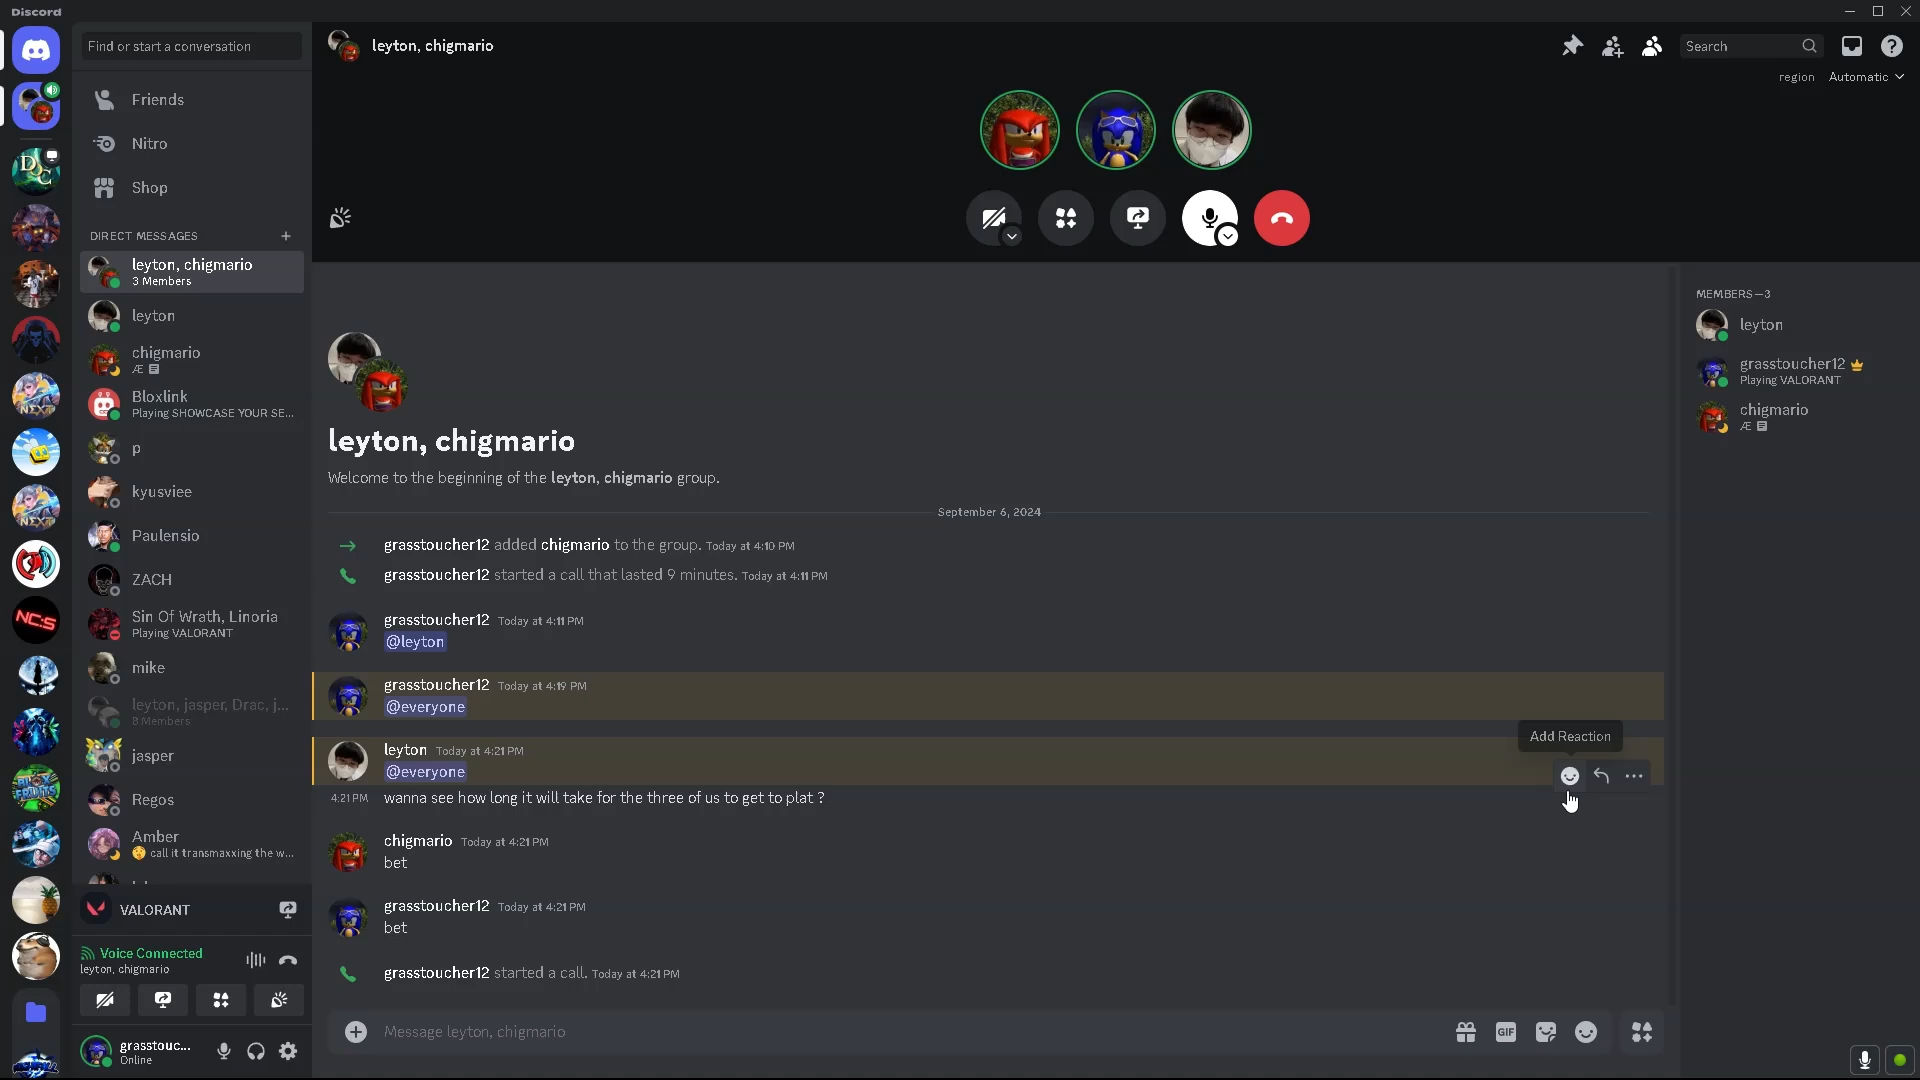 Discord
Find or start a conversation
Friends
Nitro
Shop
DIRECT MESSAGES
leyton, chigmario
3 Members
leyton
chigmario
Æ
Bloxlink
Playing SHOWCASE YOUR SE...
p
kyusviee
Paulensio
ZACH
Sin Of Wrath, Linoria
Playing VALORANT
mike
leyton, jasper, Drac, j...
8 Members
jasper
Regos
Amber
call it transmaxxing the w...
VALORANT
Voice Connected
leyton, chigmario
grasstouc...
Online
leyton, chigmario
Search
region Automatic
leyton, chigmario
Welcome to the beginning of the leyton, chigmario group.
September 6, 2024
grasstoucher12 added chigmario to the group. Today at 4:10 PM
grasstoucher12 started a call that lasted 9 minutes. Today at 4:11 PM
grasstoucher12 Today at 4:11 PM
@leyton
grasstoucher12 Today at 4:19 PM
@everyone
leyton Today at 4:21 PM
@everyone
Add Reaction
4:21 PM wanna see how long it will take for the three of us to get to plat ?
chigmario Today at 4:21 PM
bet
grasstoucher12 Today at 4:21 PM
bet
grasstoucher12 started a call. Today at 4:21 PM
Message leyton, chigmario
GIF
MEMBERS—3
leyton
grasstoucher12
Playing VALORANT
chigmario
Æ
DC
NEXT
NEXT
NC:S
BLOX FRUITS